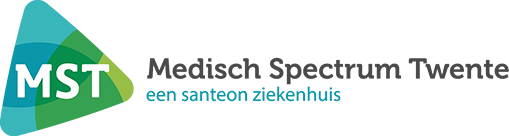 MST
Medisch Spectrum Twente
een santeon ziekenhuis